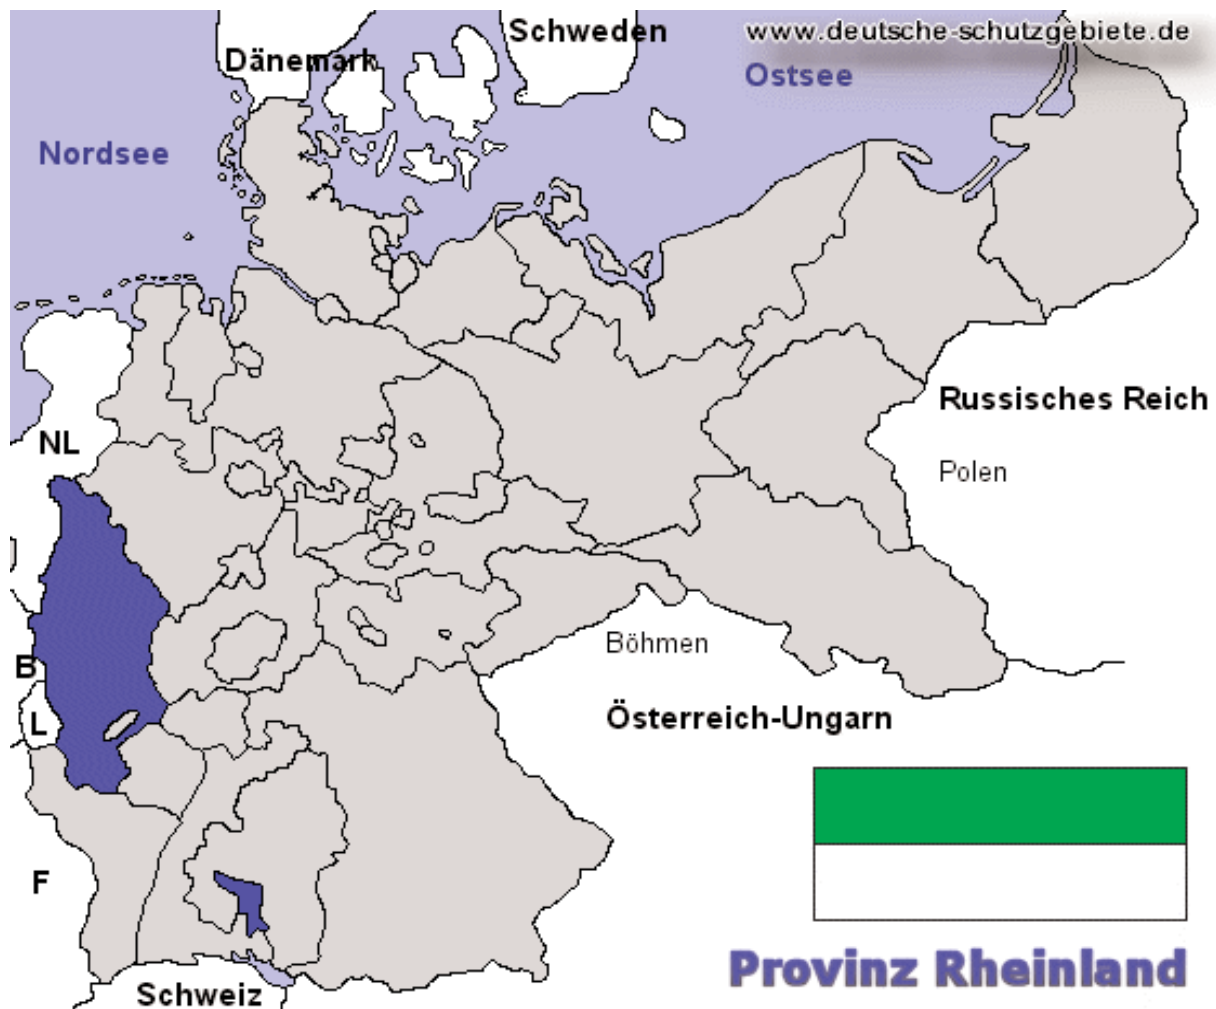 Schweden
www.deutsche-schutzgebiete.de
Dänemark
Ostsee
Nordsee
Russisches Reich
NL
Polen
Böhmen
B
L
Österreich-Ungarn
F
Provinz Rheinland
Schweiz